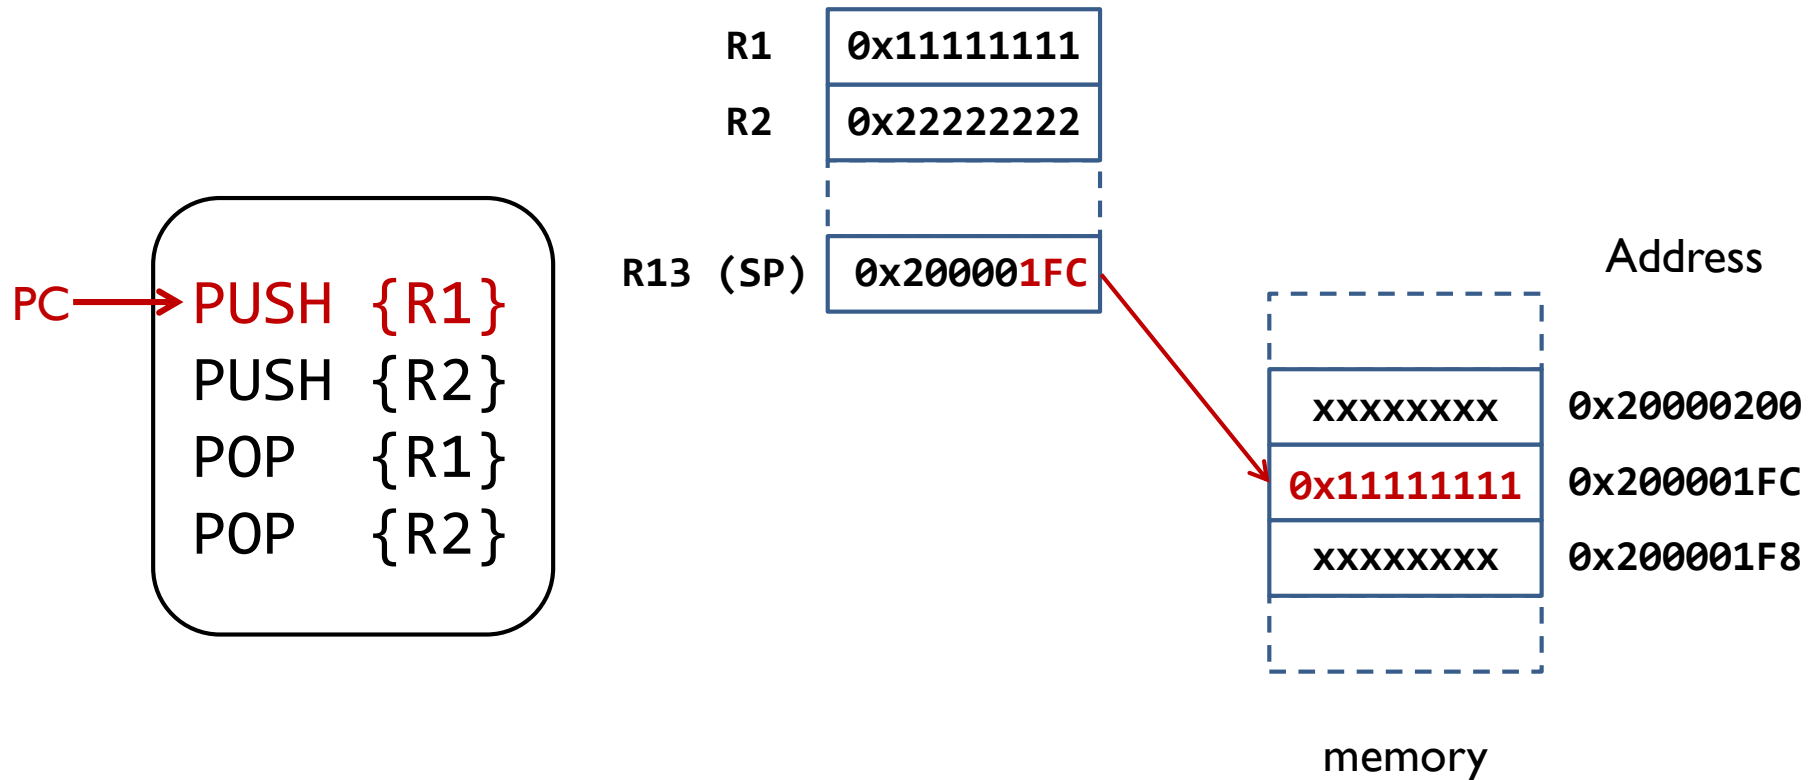 R1 0x11111111
R2 0x22222222
R13 (SP) 0x200001FC
PC
PUSH {R1}
PUSH {R2}
POP {R1}
POP {R2}
Address
xxxxxxxx 0x20000200
0x11111111 0x200001FC
xxxxxxxx 0x200001F8
memory